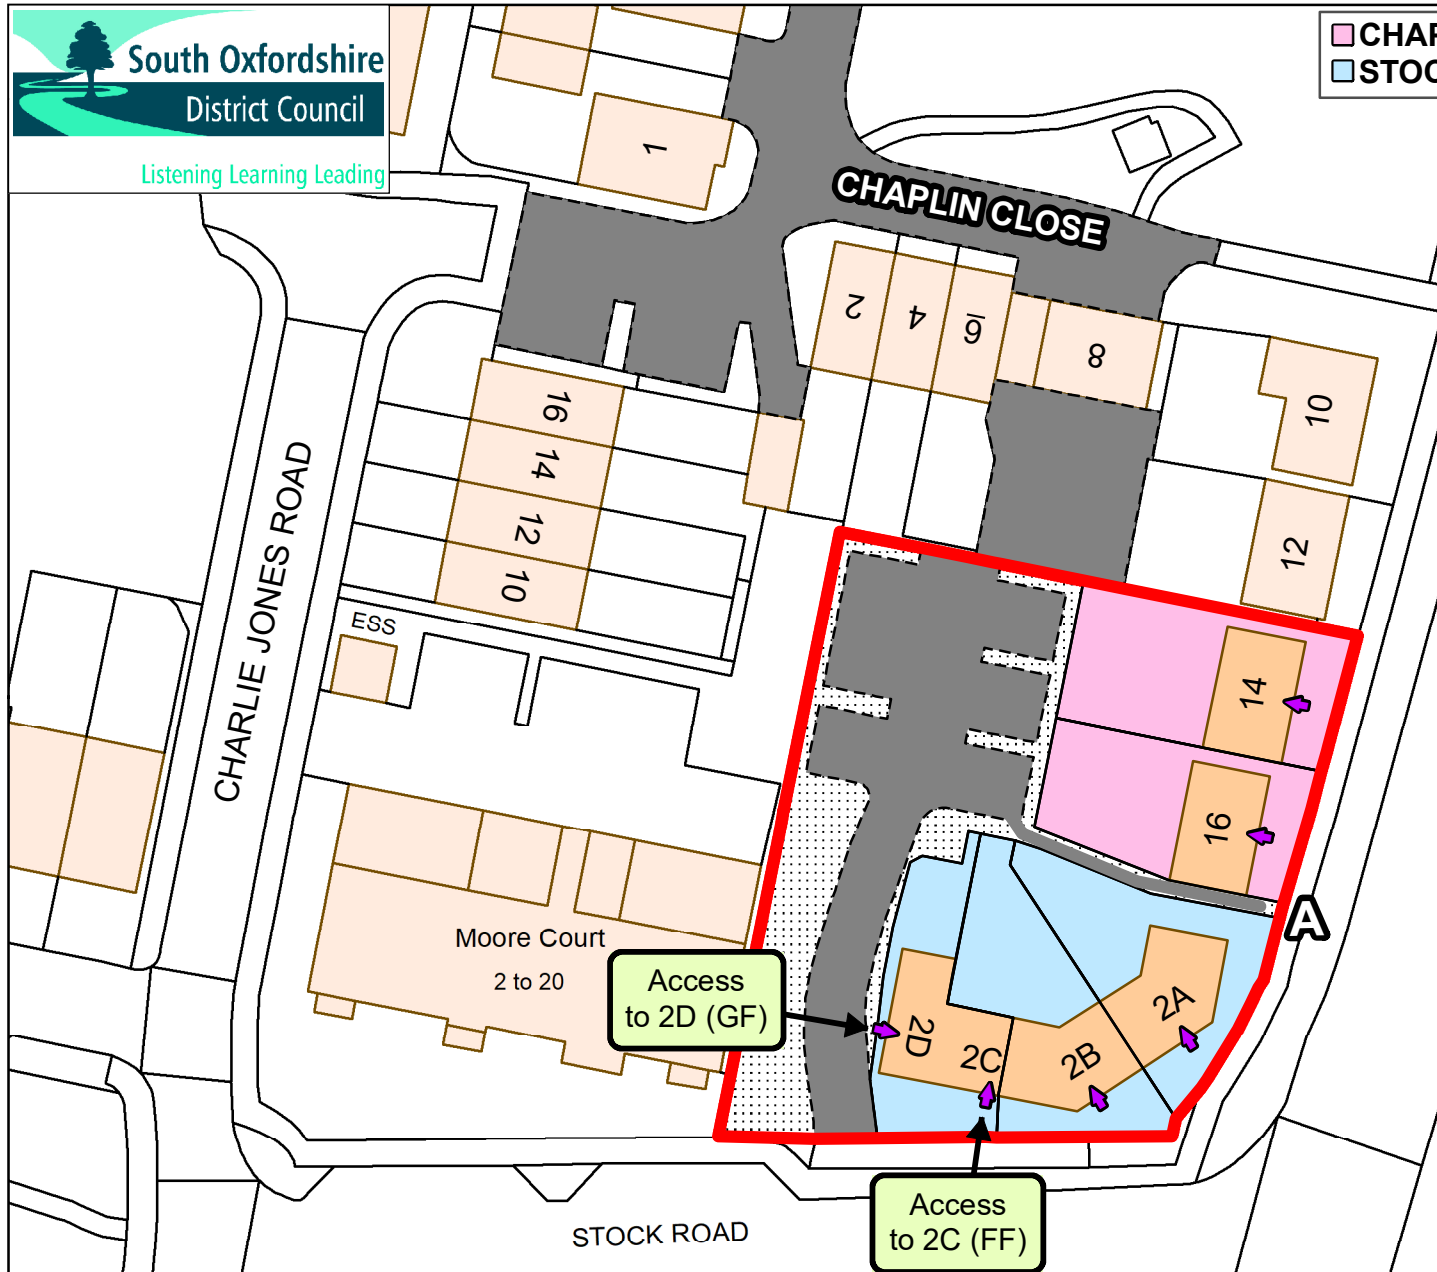 South Oxfordshire
District Council
Listening Learning Leading
CHAPLIN CLOSE
1
2
4
6
8
10
12
16
14
12
10
ESS
CHARLIE JONES ROAD
14
16
A
Moore Court
2 to 20
Access
to 2D (GF)
2D
2C
2B
2A
Access
to 2C (FF)
STOCK ROAD